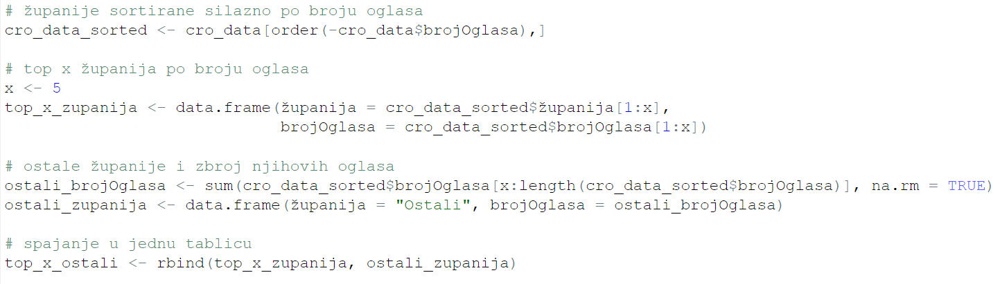 # županije sortirane silazno po broju oglasa
cro_data_sorted <- cro_data[order(-cro_data$brojOglasa),]
# top x županija po broju oglasa
x <- 5
top_x_zupanija <- data.frame(županija = cro_data_sorted$županija[1:x],
brojOglasa = cro_data_sorted$brojOglasa[1:x])
# ostale županije i zbroj njihovih oglasa
ostali_brojOglasa <- sum(cro_data_sorted$brojOglasa[x:length(cro_data_sorted$brojOglasa)], na.rm = TRUE)
ostali_zupanija <- data.frame(županija = "Ostali", brojOglasa = ostali_brojOglasa)
# spajanje u jednu tablicu
top_x_ostali <- rbind(top_x_zupanija, ostali_zupanija)